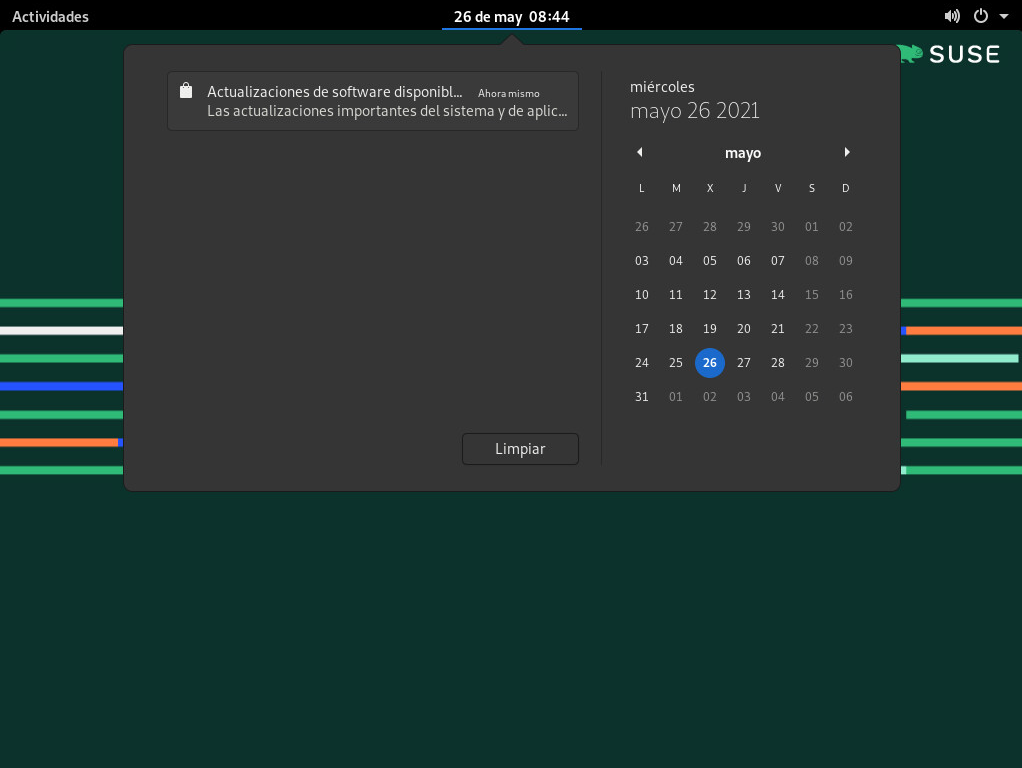 Actividades
26 de may 08:44
SUSE
Actualizaciones de software disponibl... Ahora mismo
Las actualizaciones importantes del sistema y de aplic...
Limpiar
miércoles
mayo 26 2021
mayo
L M X J V S D
26 27 28 29 30 01 02
03 04 05 06 07 08 09
10 11 12 13 14 15 16
17 18 19 20 21 22 23
24 25 26 27 28 29 30
31 01 02 03 04 05 06